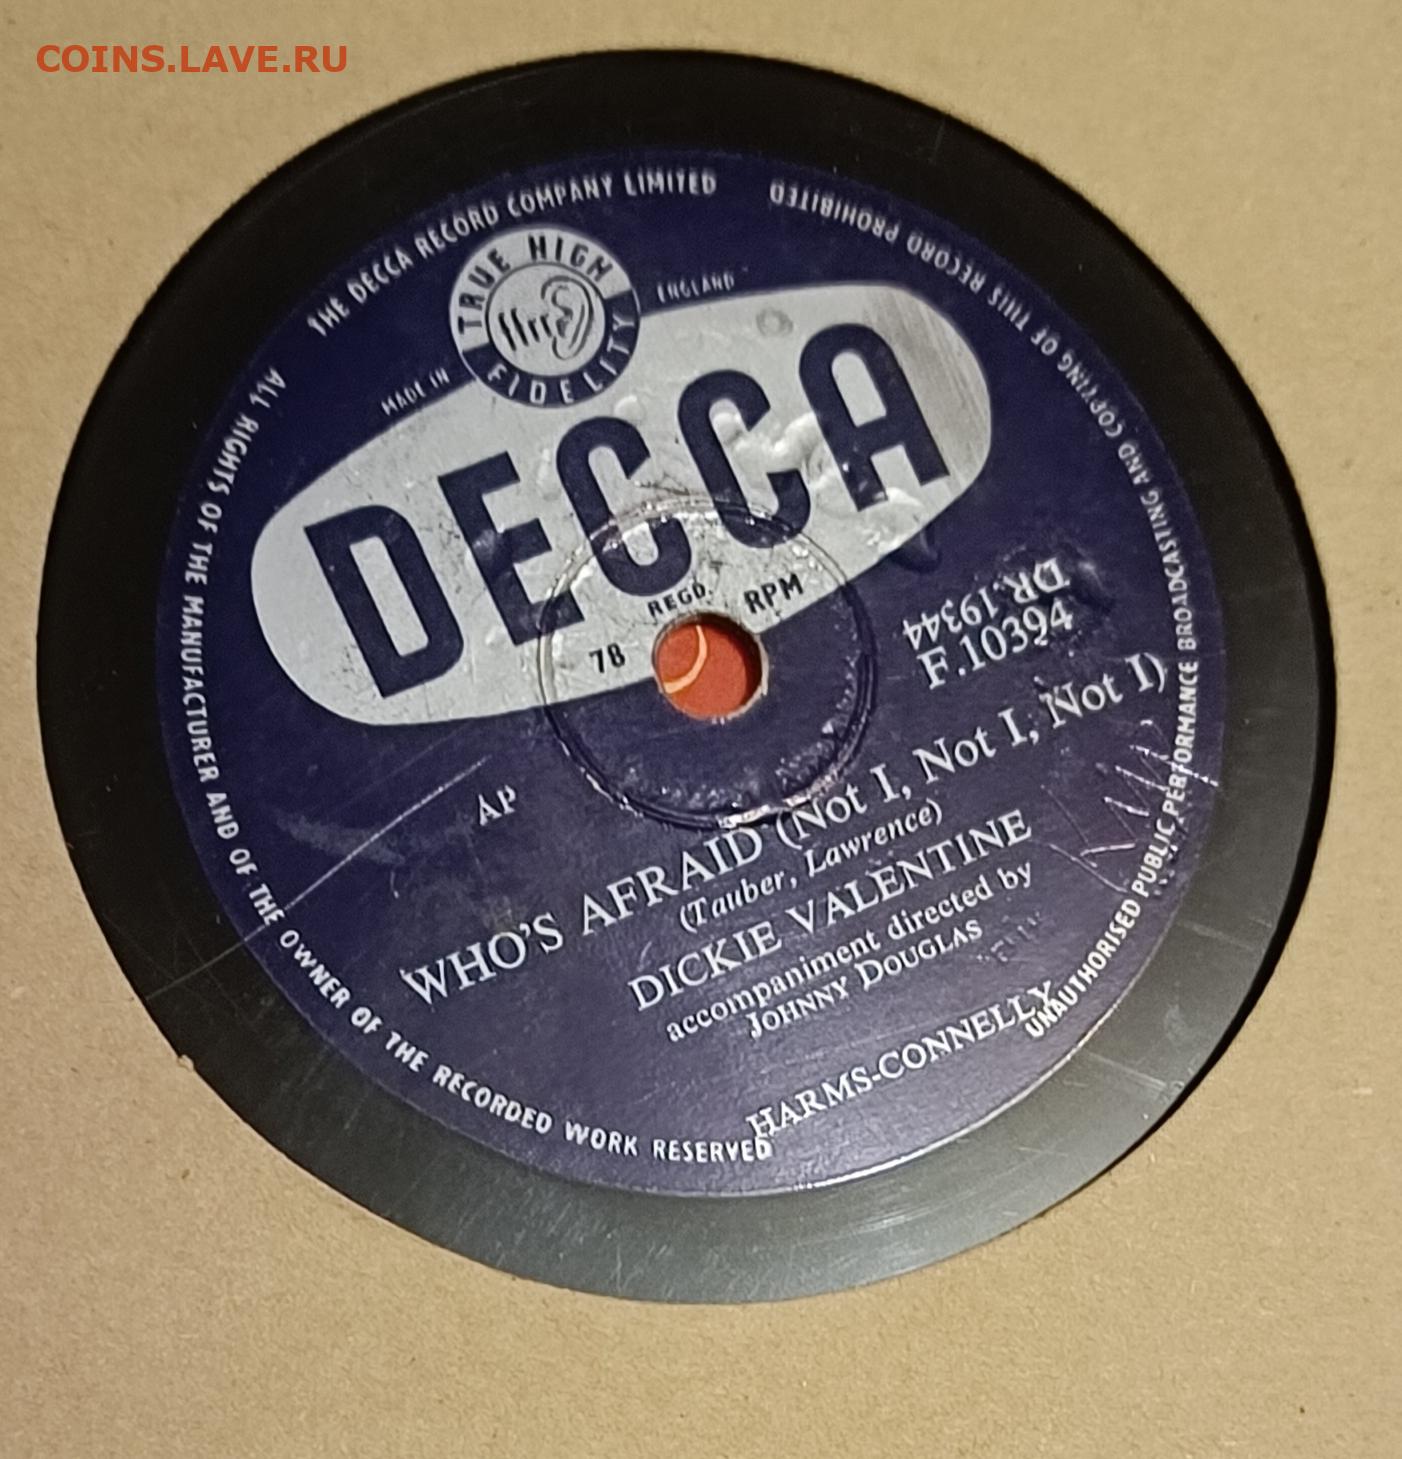 COINS.LAVE.RU
THE DECCA RECORD COMPANY LIMITED
ALL RIGHTS OF THE MANUFACTURER AND OF THE OWNER OF THE RECORDED WORK RESERVED
UNAUTHORISED PUBLIC PERFORMANCE BROADCASTING AND COPYING OF THIS RECORD PROHIBITED
TRUE HIGH
FIDELITY
MADE IN ENGLAND
DECCA
REGD.
78 RPM
DR.19344
F.10394
AP
WHO'S AFRAID (Not I, Not I, Not I)
(Tauber, Lawrence)
DICKIE VALENTINE
accompaniment directed by
JOHNNY DOUGLAS
HARMS-CONNELLY